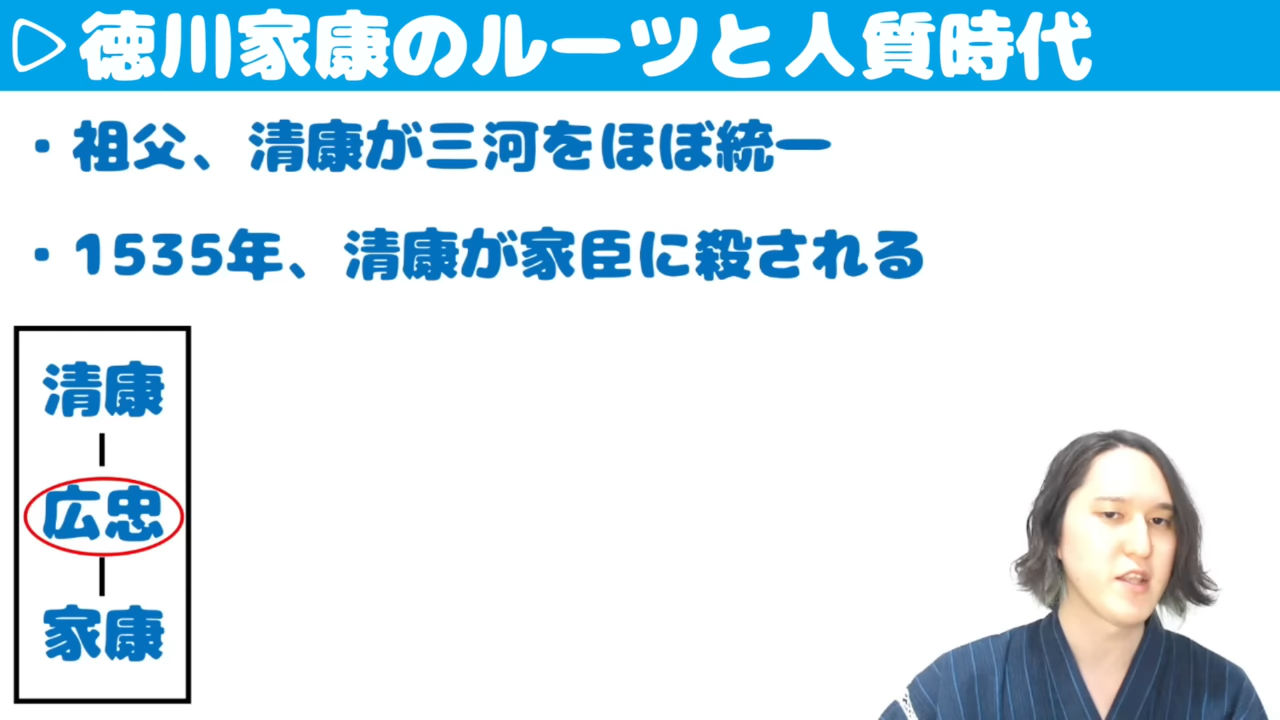 徳川家康のルーツと人質時代
・祖父、清康が三河をほぼ統一
・1535年、清康が家臣に殺される
清康
広忠
家康